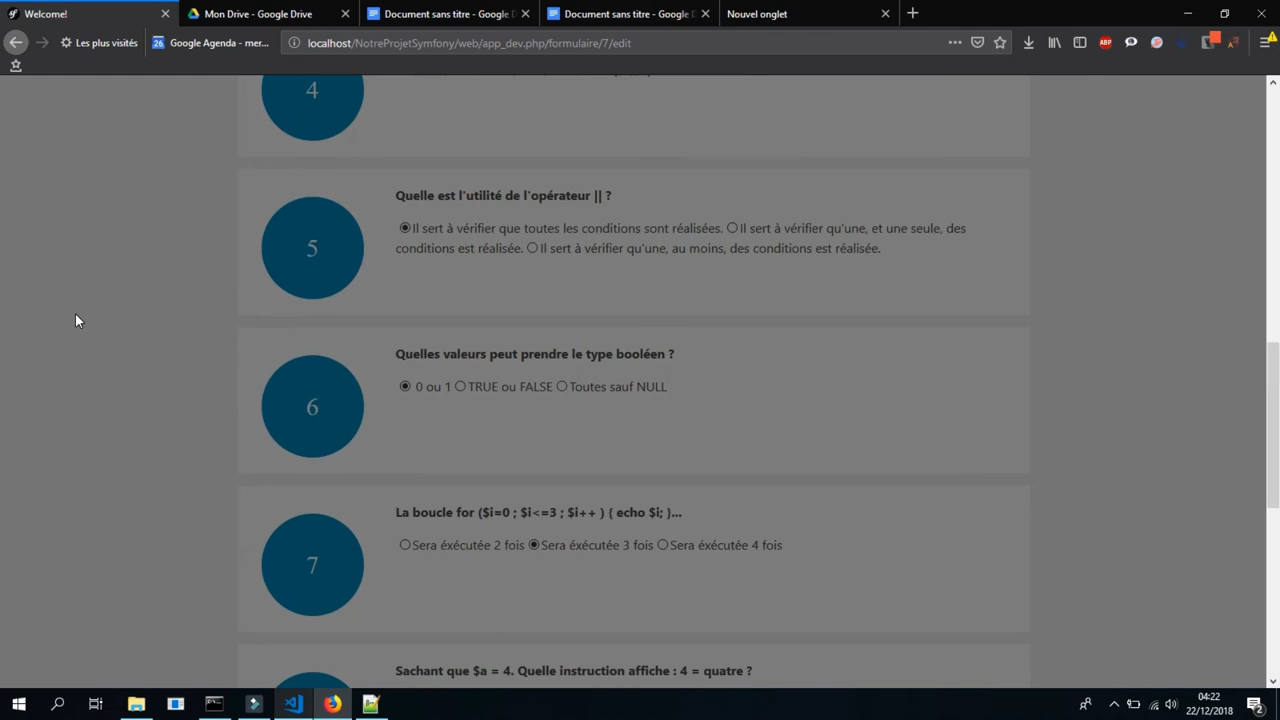 Welcome!
Mon Drive - Google Drive
Document sans titre - Google D
Document sans titre - Google D
Nouvel onglet
Les plus visités
Google Agenda - mer...
localhost/NotreProjetSymfony/web/app_dev.php/formulaire/7/edit
ABP
4
Quelle est l'utilité de l'opérateur || ?
Il sert à vérifier que toutes les conditions sont réalisées. Il sert à vérifier qu'une, et une seule, des
conditions est réalisée. Il sert à vérifier qu'une, au moins, des conditions est réalisée.
5
Quelles valeurs peut prendre le type booléen ?
0 ou 1 TRUE ou FALSE Toutes sauf NULL
6
La boucle for ($i=0 ; $i<=3 ; $i++ ) { echo $i; }...
Sera éxécutée 2 fois Sera éxécutée 3 fois Sera éxécutée 4 fois
7
Sachant que $a = 4. Quelle instruction affiche : 4 = quatre ?
04:22
22/12/2018
2